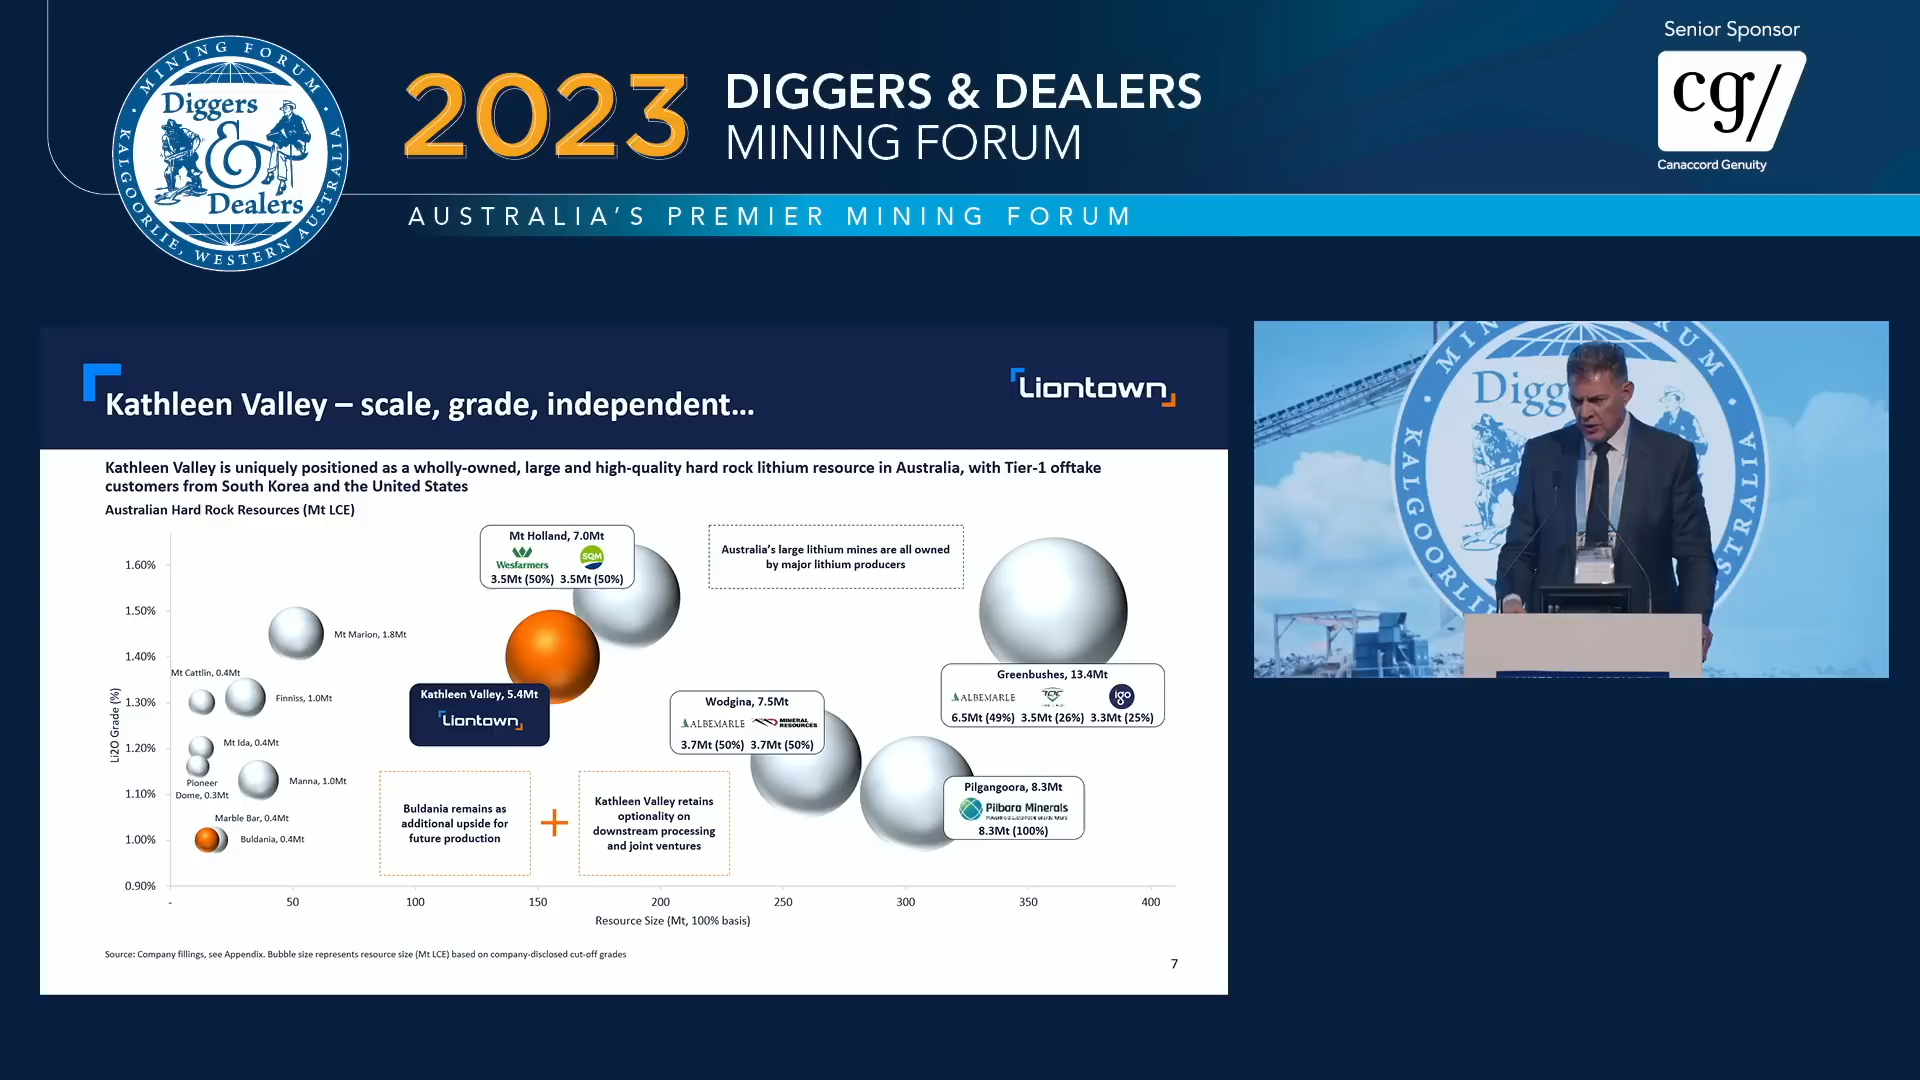 Senior Sponsor
cg/
Canaccord Genuity
MINING FORUM
Diggers
&
Dealers
KALGOORLIE, WESTERN AUSTRALIA
2023
DIGGERS & DEALERS
MINING FORUM
AUSTRALIA'S PREMIER MINING FORUM
Kathleen Valley – scale, grade, independent...
Liontown
Kathleen Valley is uniquely positioned as a wholly-owned, large and high-quality hard rock lithium resource in Australia, with Tier-1 offtake
customers from South Korea and the United States
Australian Hard Rock Resources (Mt LCE)
Li2O Grade (%)
1.60%
1.50%
1.40%
1.30%
1.20%
1.10%
1.00%
0.90%
Mt Holland, 7.0Mt
Wesfarmers
SQM
3.5Mt (50%) 3.5Mt (50%)
Australia's large lithium mines are all owned
by major lithium producers
Mt Marion, 1.8Mt
Mt Cattlin, 0.4Mt
Finniss, 1.0Mt
Kathleen Valley, 5.4Mt
Liontown
Greenbushes, 13.4Mt
ALBEMARLE
igo
6.5Mt (49%) 3.5Mt (26%) 3.3Mt (25%)
Wodgina, 7.5Mt
ALBEMARLE
MINERAL
RESOURCES
3.7Mt (50%) 3.7Mt (50%)
Mt Ida, 0.4Mt
Pioneer
Dome, 0.3Mt
Manna, 1.0Mt
Marble Bar, 0.4Mt
Buldania, 0.4Mt
Buldania remains as
additional upside for
future production
+
Kathleen Valley retains
optionality on
downstream processing
and joint ventures
Pilgangoora, 8.3Mt
Pilbara Minerals
8.3Mt (100%)
- 50 100 150 200 250 300 350 400
Resource Size (Mt, 100% basis)
Source: Company fillings, see Appendix. Bubble size represents resource size (Mt LCE) based on company-disclosed cut-off grades
7
Digg